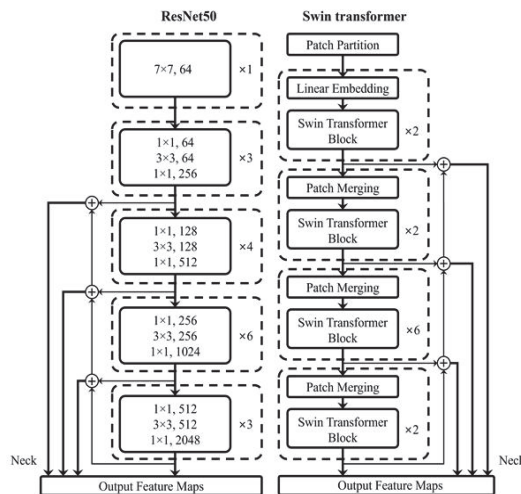 ResNet50
7×7, 64
×1
1×1, 64
3×3, 64
1×1, 256
×3
1×1, 128
3×3, 128
1×1, 512
×4
1×1, 256
3×3, 256
1×1, 1024
×6
1×1, 512
3×3, 512
1×1, 2048
×3
Neck
Output Feature Maps
Swin transformer
Patch Partition
Linear Embedding
Swin Transformer
Block
×2
Patch Merging
Swin Transformer
Block
×2
Patch Merging
Swin Transformer
Block
×6
Patch Merging
Swin Transformer
Block
×2
Neck
Output Feature Maps